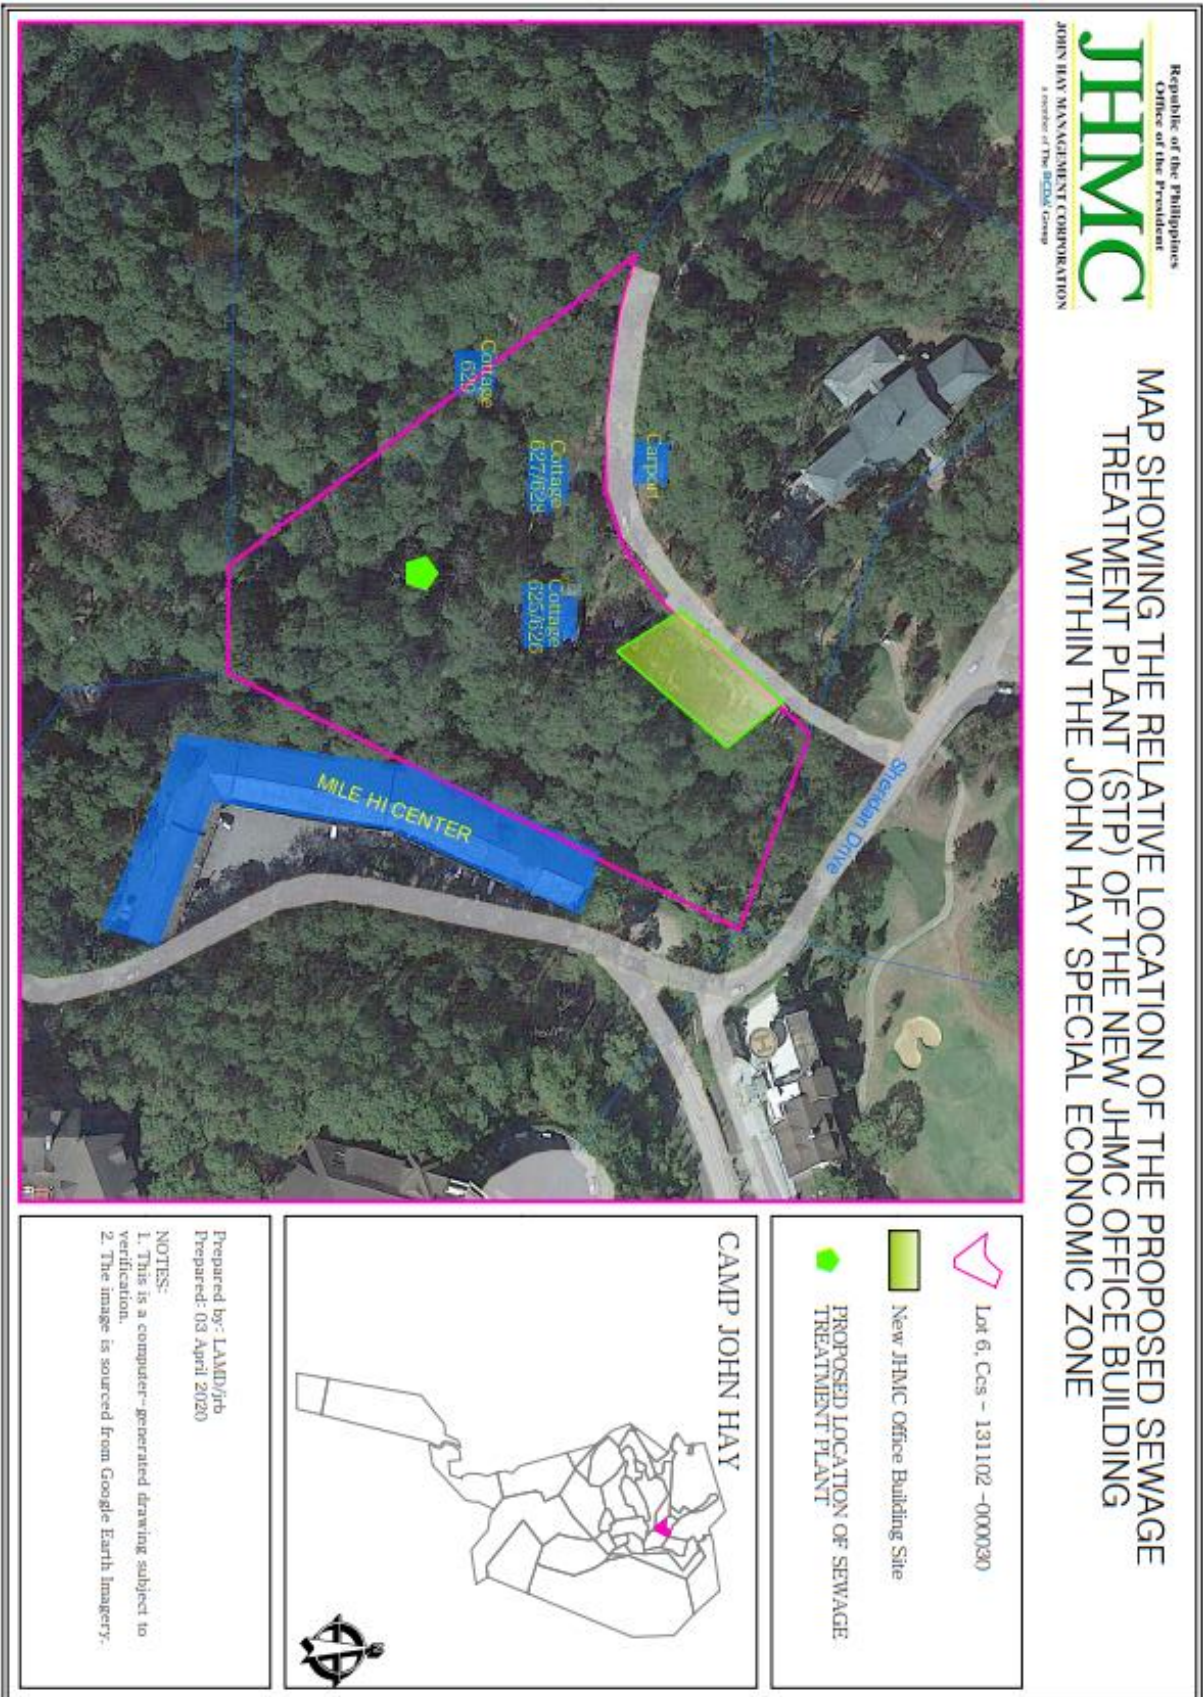 Republic of the Philippines
Office of the President
JHMC
JOHN HAY MANAGEMENT CORPORATION
a member of The BCDA Group
MAP SHOWING THE RELATIVE LOCATION OF THE PROPOSED SEWAGE
TREATMENT PLANT (STP) OF THE NEW JHMC OFFICE BUILDING
WITHIN THE JOHN HAY SPECIAL ECONOMIC ZONE
Sheridan Drive
Carport
Cottage
627/628
Cottage
625/626
Cottage
629
MILE HI CENTER
H
Lot 6, Ccs - 131102 -000030)
New JHMC Office Building Site
PROPOSED LOCATION OF SEWAGE
TREATMENT PLANT
CAMP JOHN HAY
Prepared by: LAMD/jrb
Prepared: 03 April 2020
NOTES:
1. This is a computer-generated drawing subject to
verification.
2. The image is sourced from Google Earth Imagery.